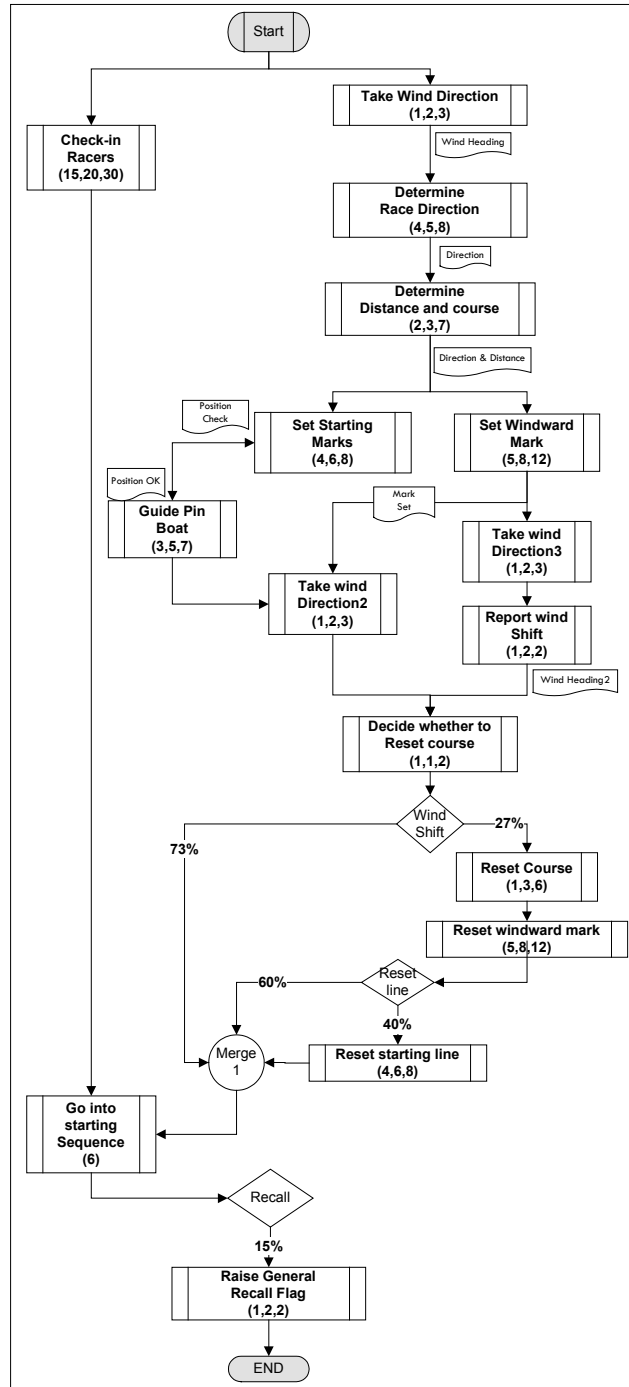 Start
Take Wind Direction
(1,2,3)
Check-in
Racers
(15,20,30)
Wind Heading
Determine
Race Direction
(4,5,8)
Direction
Determine
Distance and course
(2,3,7)
Direction & Distance
Position
Check
Set Starting
Marks
(4,6,8)
Set Windward
Mark
(5,8,12)
Position OK
Mark
Set
Guide Pin
Boat
(3,5,7)
Take wind
Direction3
(1,2,3)
Take wind
Direction2
(1,2,3)
Report wind
Shift
(1,2,2)
Wind Heading2
Decide whether to
Reset course
(1,1,2)
Wind
Shift
27%
73%
Reset Course
(1,3,6)
Reset windward mark
(5,8,12)
Reset
line
60%
40%
Merge
1
Reset starting line
(4,6,8)
Go into
starting
Sequence
(6)
Recall
15%
Raise General
Recall Flag
(1,2,2)
END